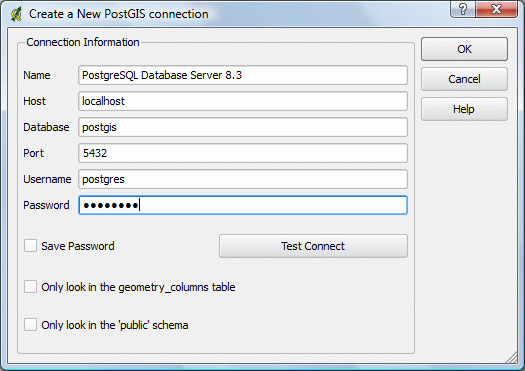 Create a New PostGIS connection
?
Connection Information
Name PostgreSQL Database Server 8.3
Host localhost
Database postgis
Port 5432
Username postgres
Password ●●●●●●●●
Save Password
Test Connect
Only look in the geometry_columns table
Only look in the 'public' schema
OK
Cancel
Help